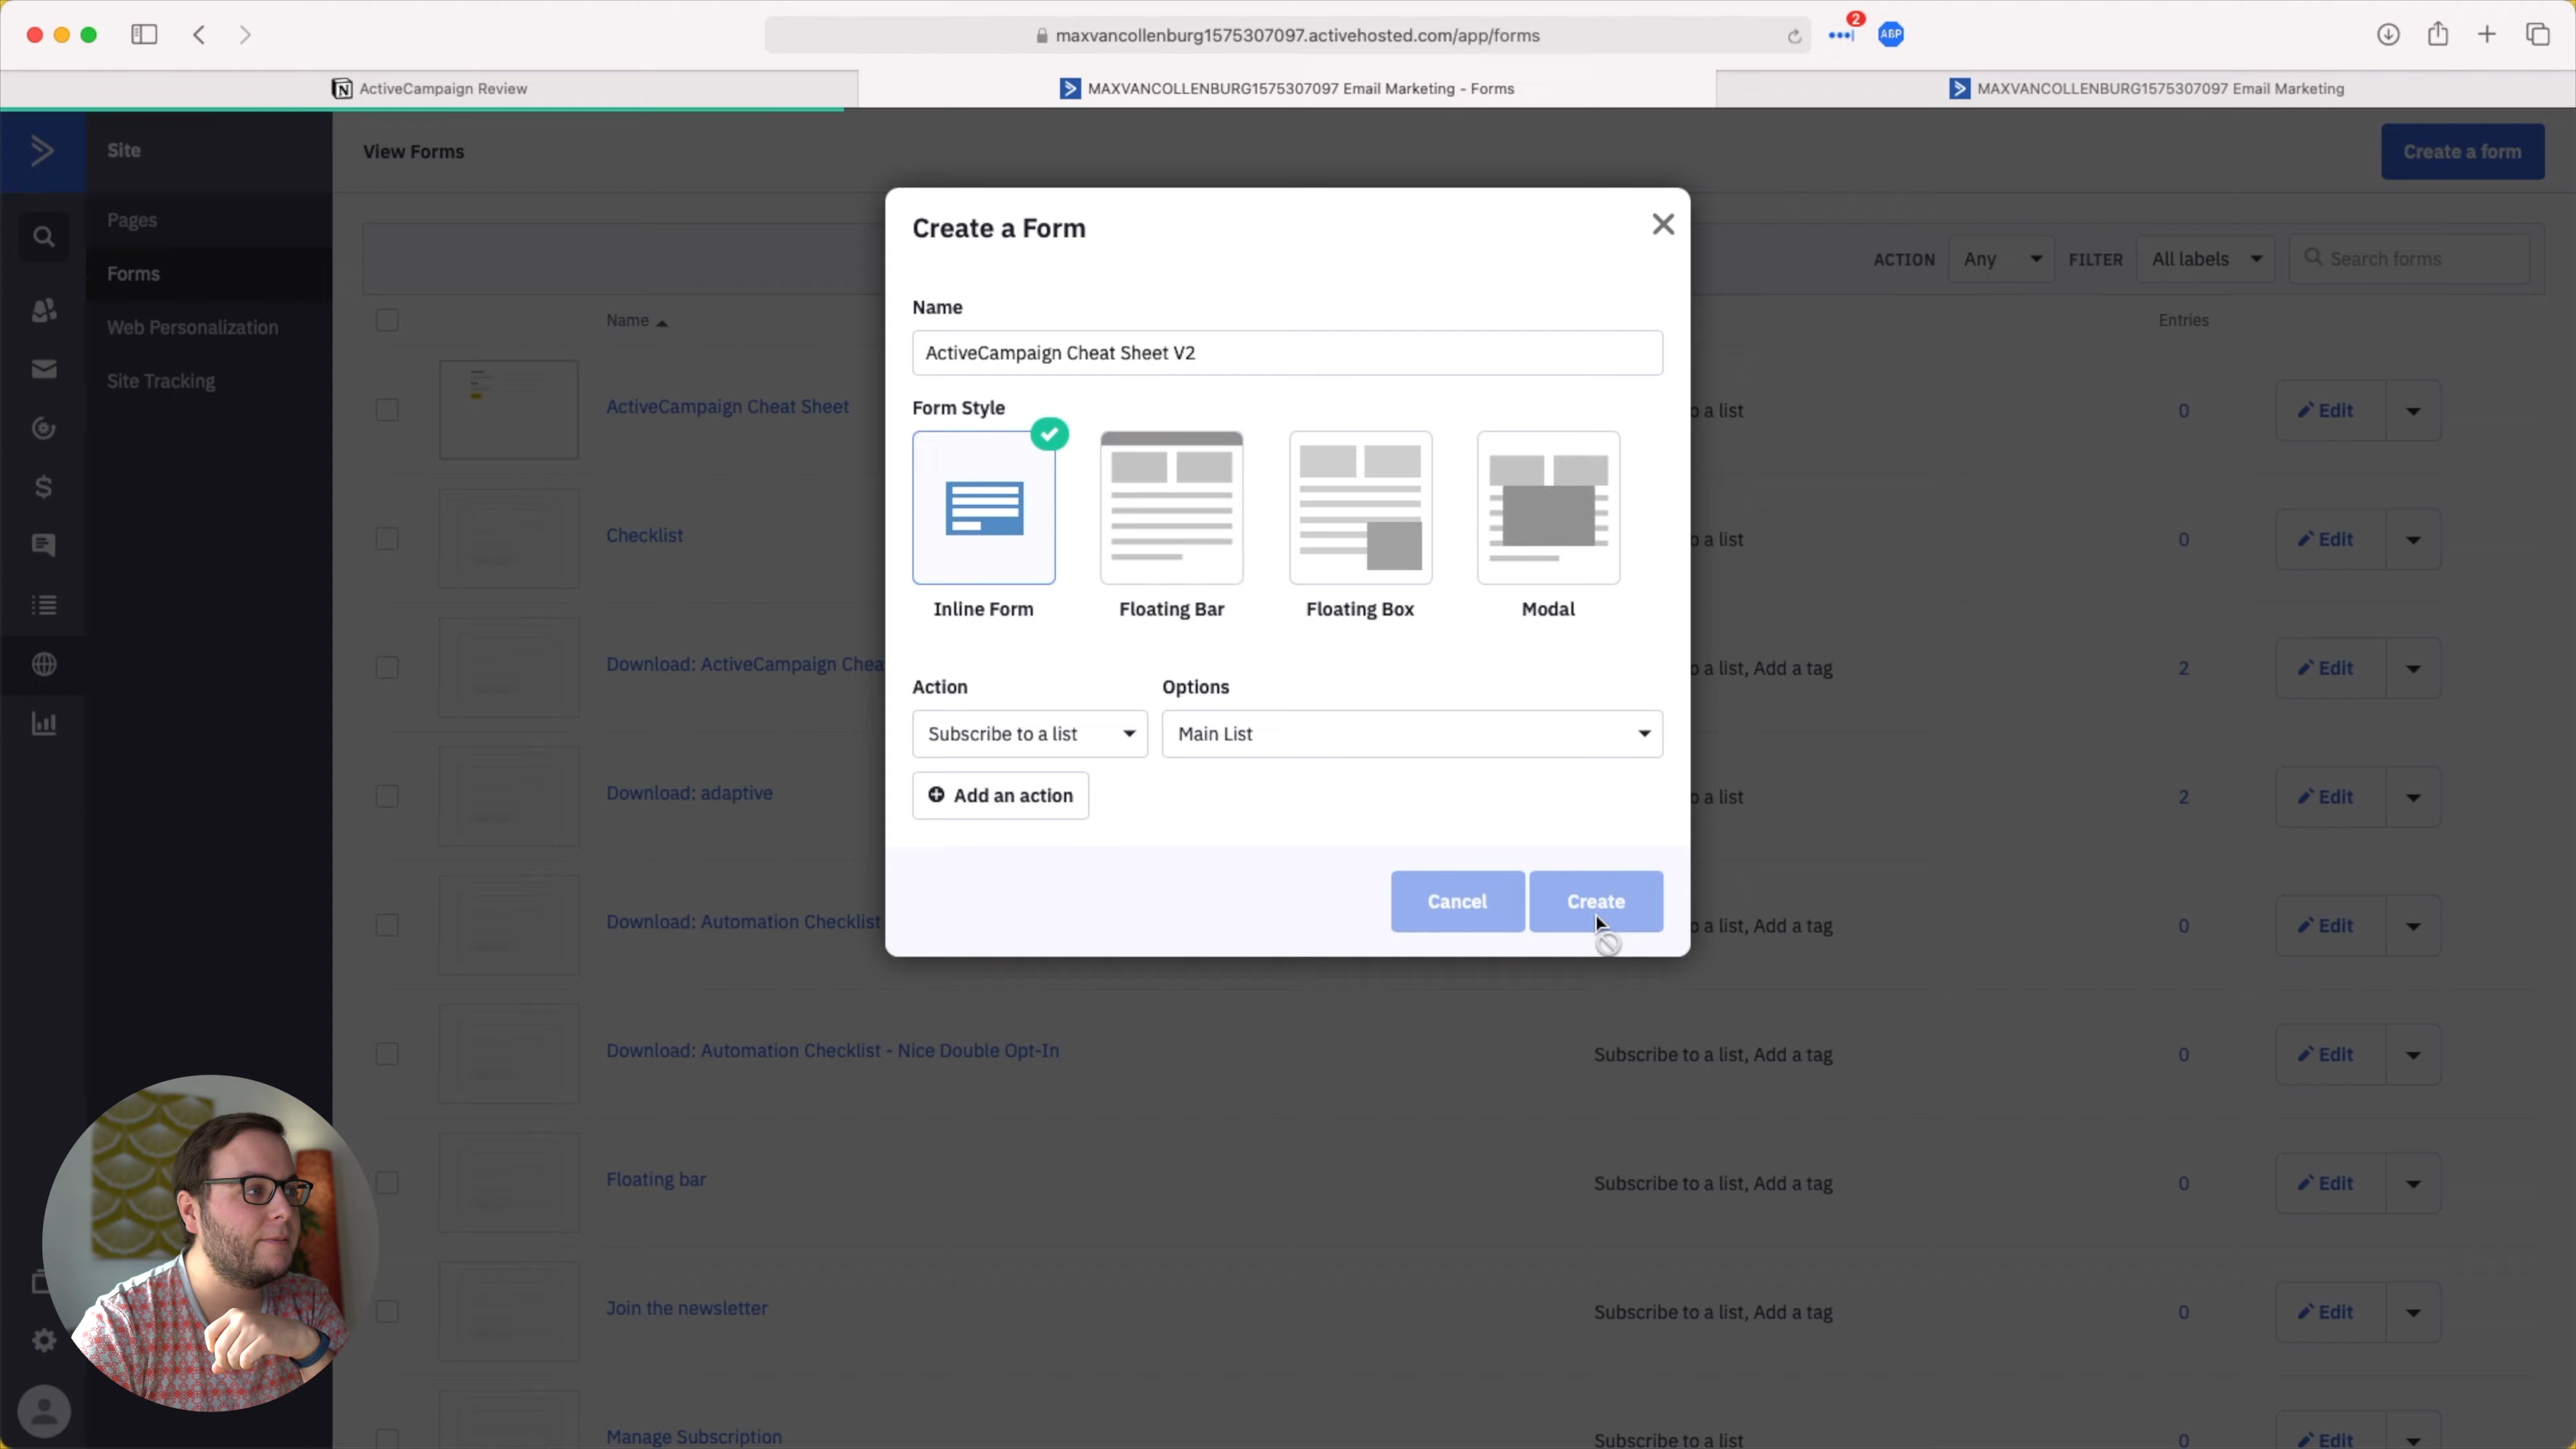 maxvancollenburg1575307097.activehosted.com/app/forms
2
ABP
ActiveCampaign Review
MAXVANCOLLENBURG1575307097 Email Marketing - Forms
MAXVANCOLLENBURG1575307097 Email Marketing
Site
Pages
Forms
Web Personalization
Site Tracking
View Forms
Create a form
ACTION
Any
FILTER
All labels
Search forms
Name
Entries
ActiveCampaign Cheat Sheet
o a list
0
Edit
Checklist
o a list
0
Edit
Download: ActiveCampaign Chea
o a list, Add a tag
2
Edit
Download: adaptive
o a list
2
Edit
Download: Automation Checklist
o a list, Add a tag
0
Edit
Download: Automation Checklist - Nice Double Opt-In
Subscribe to a list, Add a tag
0
Edit
Floating bar
Subscribe to a list, Add a tag
0
Edit
Join the newsletter
Subscribe to a list, Add a tag
0
Edit
Manage Subscription
Subscribe to a list
0
Edit
Create a Form
Name
ActiveCampaign Cheat Sheet V2
Form Style
Inline Form
Floating Bar
Floating Box
Modal
Action
Options
Subscribe to a list
Main List
Add an action
Cancel
Create